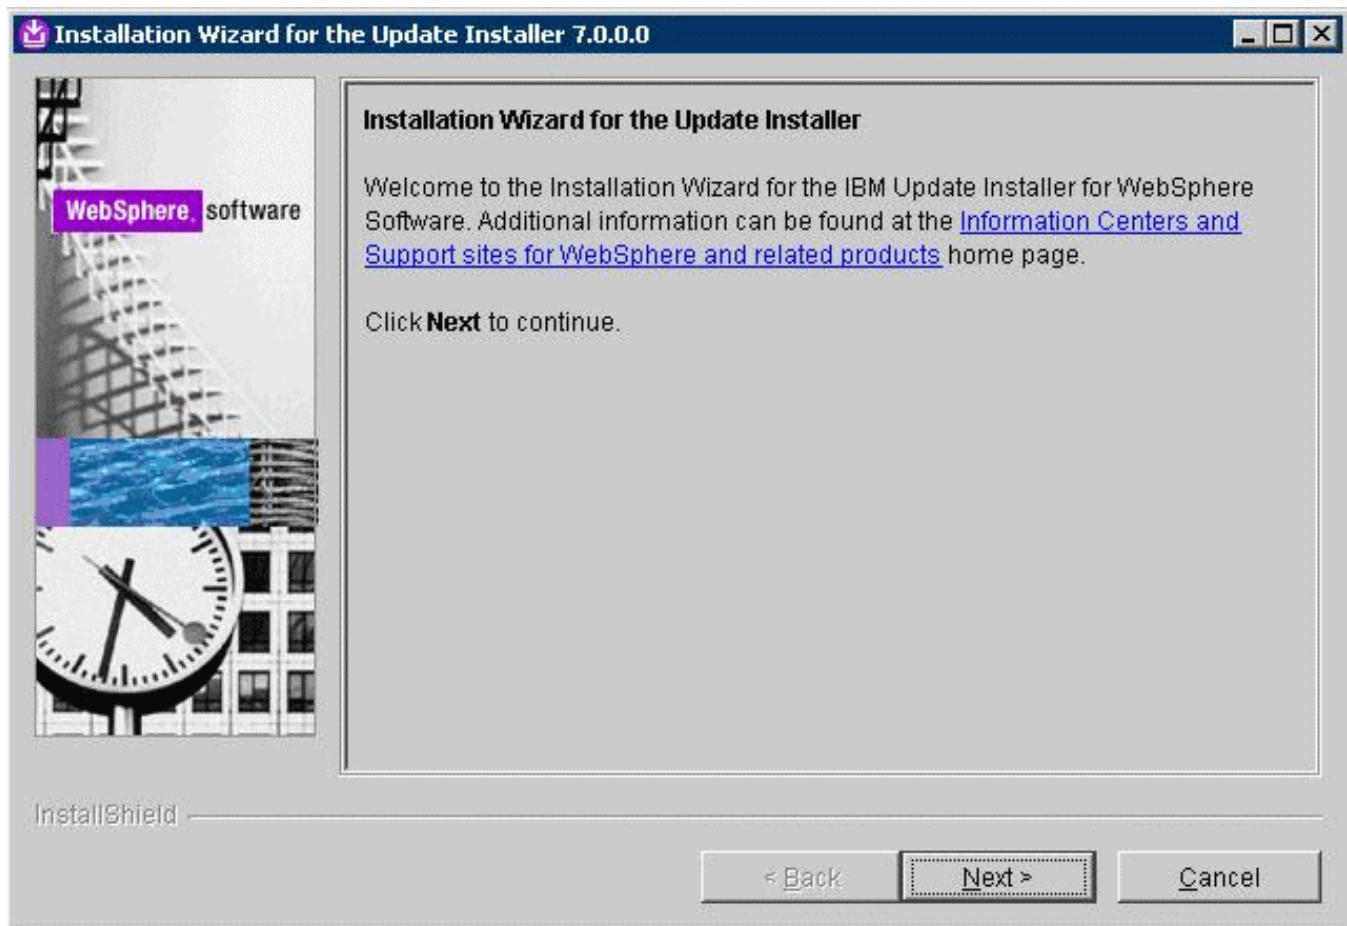 Installation Wizard for the Update Installer 7.0.0.0
WebSphere. software
Installation Wizard for the Update Installer
Welcome to the Installation Wizard for the IBM Update Installer for WebSphere
Software. Additional information can be found at the Information Centers and
Support sites for WebSphere and related products home page.
Click Next to continue.
InstallShield
< Back
Next >
Cancel